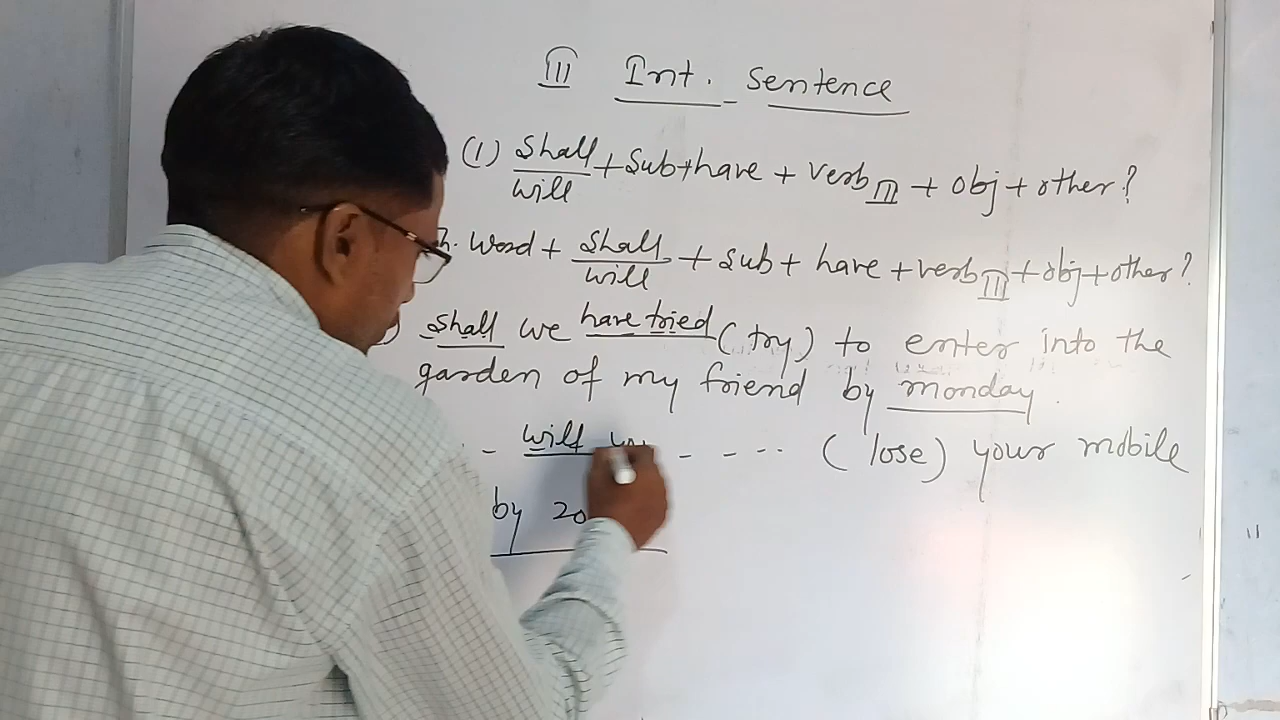 III Int. Sentence
(1) Shall/will + Sub + have + verb III + obj + other?
Word + Shall/will + sub + have + verb III + obj + other?
Shall we have tried (try) to enter into the
garden of my friend by monday.
will - - - - (lose) your mobile
by